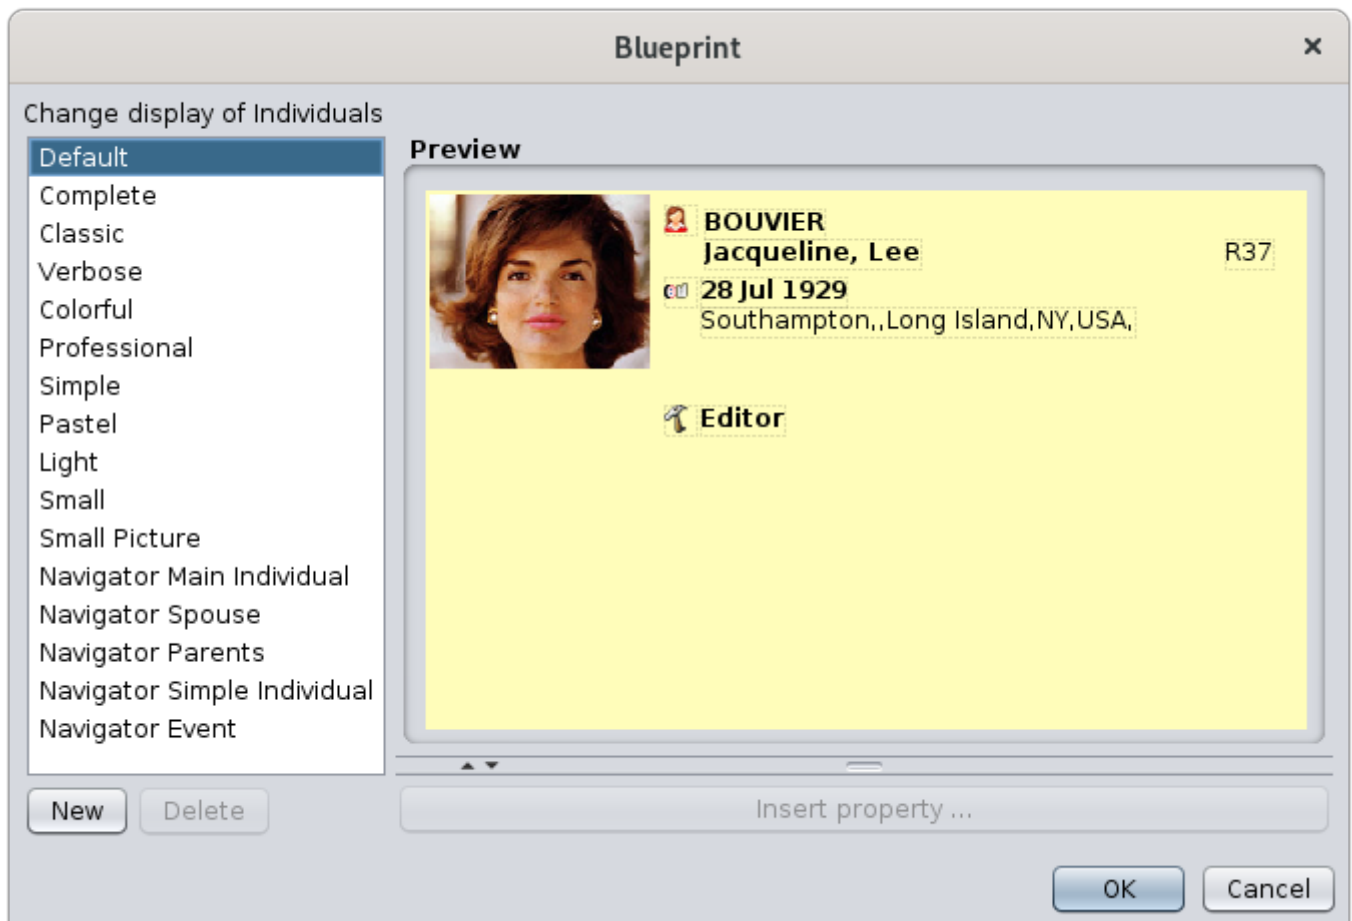 Blueprint ×
Change display of Individuals
Default
Complete
Classic
Verbose
Colorful
Professional
Simple
Pastel
Light
Small
Small Picture
Navigator Main Individual
Navigator Spouse
Navigator Parents
Navigator Simple Individual
Navigator Event
New Delete
Preview
BOUVIER
Jacqueline, Lee R37
28 Jul 1929
Southampton,,Long Island,NY,USA,
Editor
Insert property ...
OK Cancel